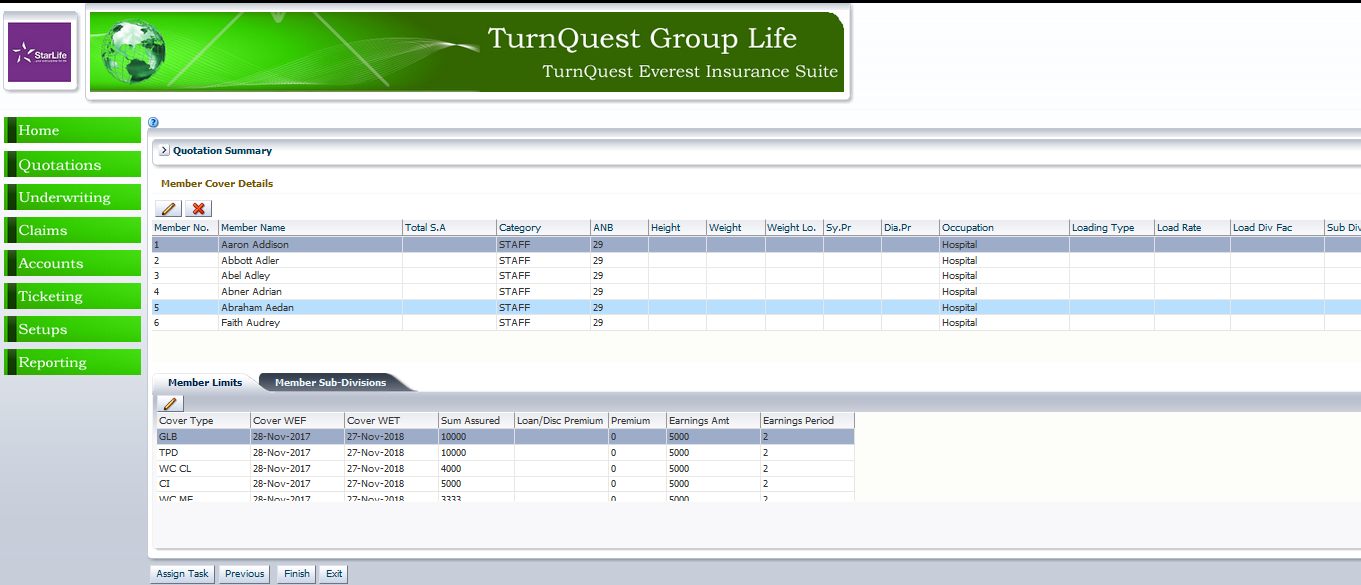 StarLife
TurnQuest Group Life
TurnQuest Everest Insurance Suite
Home
Quotations
Underwriting
Claims
Accounts
Ticketing
Setups
Reporting
?
Quotation Summary
Member Cover Details
Member No. Member Name Total S.A Category ANB Height Weight Weight Lo. Sy.Pr Dia.Pr Occupation Loading Type Load Rate Load Div Fac Sub Div
1 Aaron Addison STAFF 29 Hospital
2 Abbott Adler STAFF 29 Hospital
3 Abel Adley STAFF 29 Hospital
4 Abner Adrian STAFF 29 Hospital
5 Abraham Aedan STAFF 29 Hospital
6 Faith Audrey STAFF 29 Hospital
Member Limits Member Sub-Divisions
Cover Type Cover WEF Cover WET Sum Assured Loan/Disc Premium Premium Earnings Amt Earnings Period
GLB 28-Nov-2017 27-Nov-2018 10000 0 5000 2
TPD 28-Nov-2017 27-Nov-2018 10000 0 5000 2
WC CL 28-Nov-2017 27-Nov-2018 4000 0 5000 2
CI 28-Nov-2017 27-Nov-2018 5000 0 5000 2
WC ME 28-Nov-2017 27-Nov-2018 3333 0 5000 2
Assign Task Previous Finish Exit